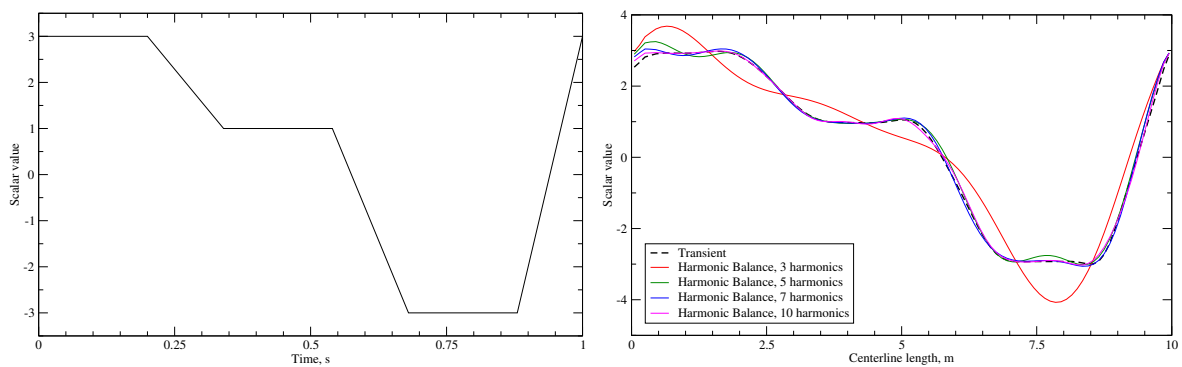 3
2
1
0
-1
-2
-3
0
0.25
0.5
0.75
1
Time, s
Scalar value
4
2
0
-2
-4
0
2.5
5
7.5
10
Centerline length, m
Scalar value
Transient
Harmonic Balance, 3 harmonics
Harmonic Balance, 5 harmonics
Harmonic Balance, 7 harmonics
Harmonic Balance, 10 harmonics